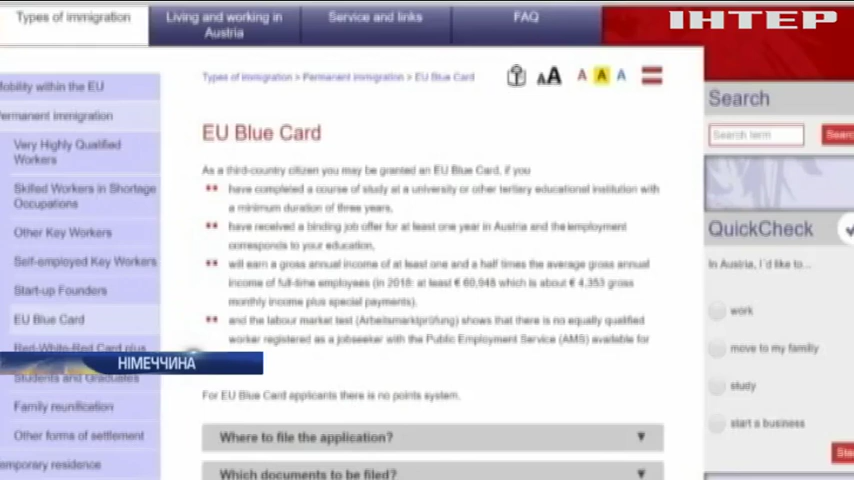 Types of immigration
Living and working in
Austria
Service and links
FAQ
ІНТЕР
Mobility within the EU
Permanent immigration
Very Highly Qualified
Workers
Skilled Workers in Shortage
Occupations
Other Key Workers
Self-employed Key Workers
Start-up Founders
EU Blue Card
Red-White-Red Card plus
Students and Graduates
Family reunification
Other forms of settlement
Temporary residence
НІМЕЧЧИНА
Types of immigration > Permanent immigration > EU Blue Card
A A
A A A
EU Blue Card
As a third-country citizen you may be granted an EU Blue Card, if you
have completed a course of study at a university or other tertiary educational institution with
a minimum duration of three years,
have received a binding job offer for at least one year in Austria and the employment
corresponds to your education,
will earn a gross annual income of at least one and a half times the average gross annual
income of full-time employees (in 2018: at least € 60,948 which is about € 4,353 gross
monthly income plus special payments).
and the labour market test (Arbeitsmarktprüfung) shows that there is no equally qualified
worker registered as a jobseeker with the Public Employment Service (AMS) available for
For EU Blue Card applicants there is no points system.
Where to file the application?
Which documents to be filed?
Search
Search term
Searc
QuickCheck
In Austria, I´d like to...
work
move to my familiy
study
start a business
Sta